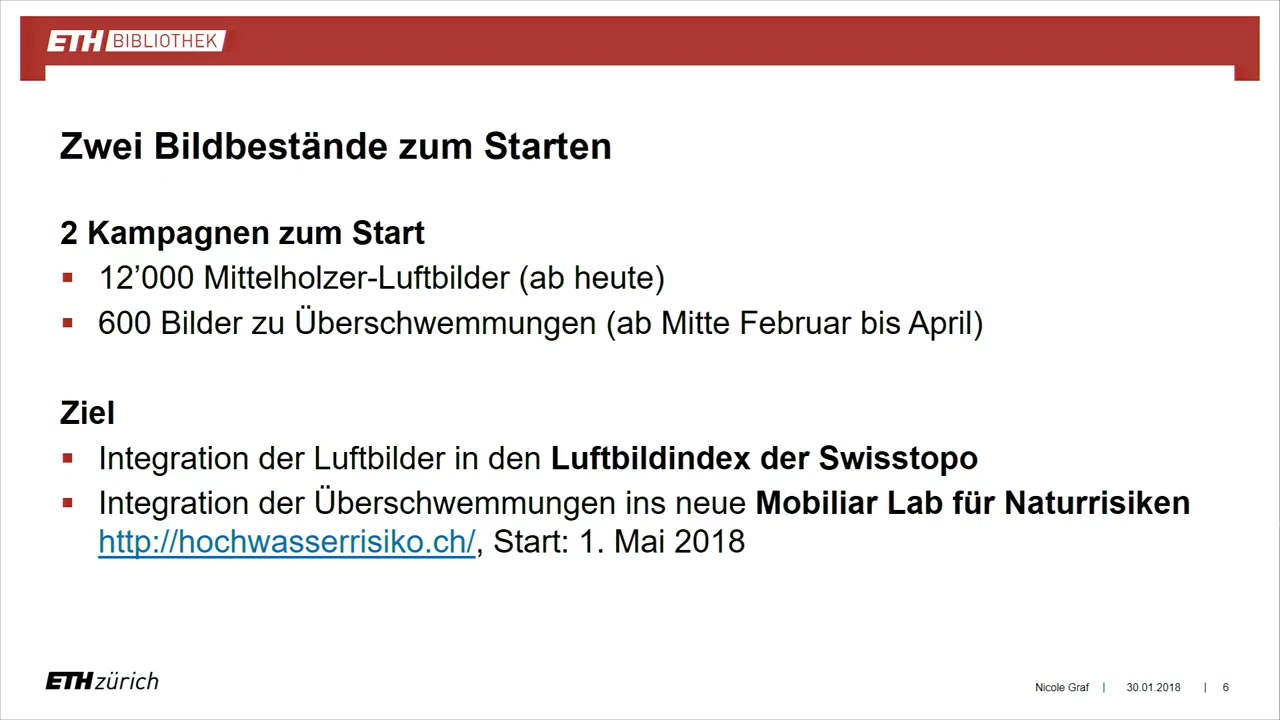 ETH BIBLIOTHEK
Zwei Bildbestände zum Starten
2 Kampagnen zum Start
▪ 12’000 Mittelholzer-Luftbilder (ab heute)
▪ 600 Bilder zu Überschwemmungen (ab Mitte Februar bis April)
Ziel
▪ Integration der Luftbilder in den Luftbildindex der Swisstopo
▪ Integration der Überschwemmungen ins neue Mobiliar Lab für Naturrisiken
http://hochwasserrisiko.ch/, Start: 1. Mai 2018
ETH zürich
Nicole Graf | 30.01.2018 | 6